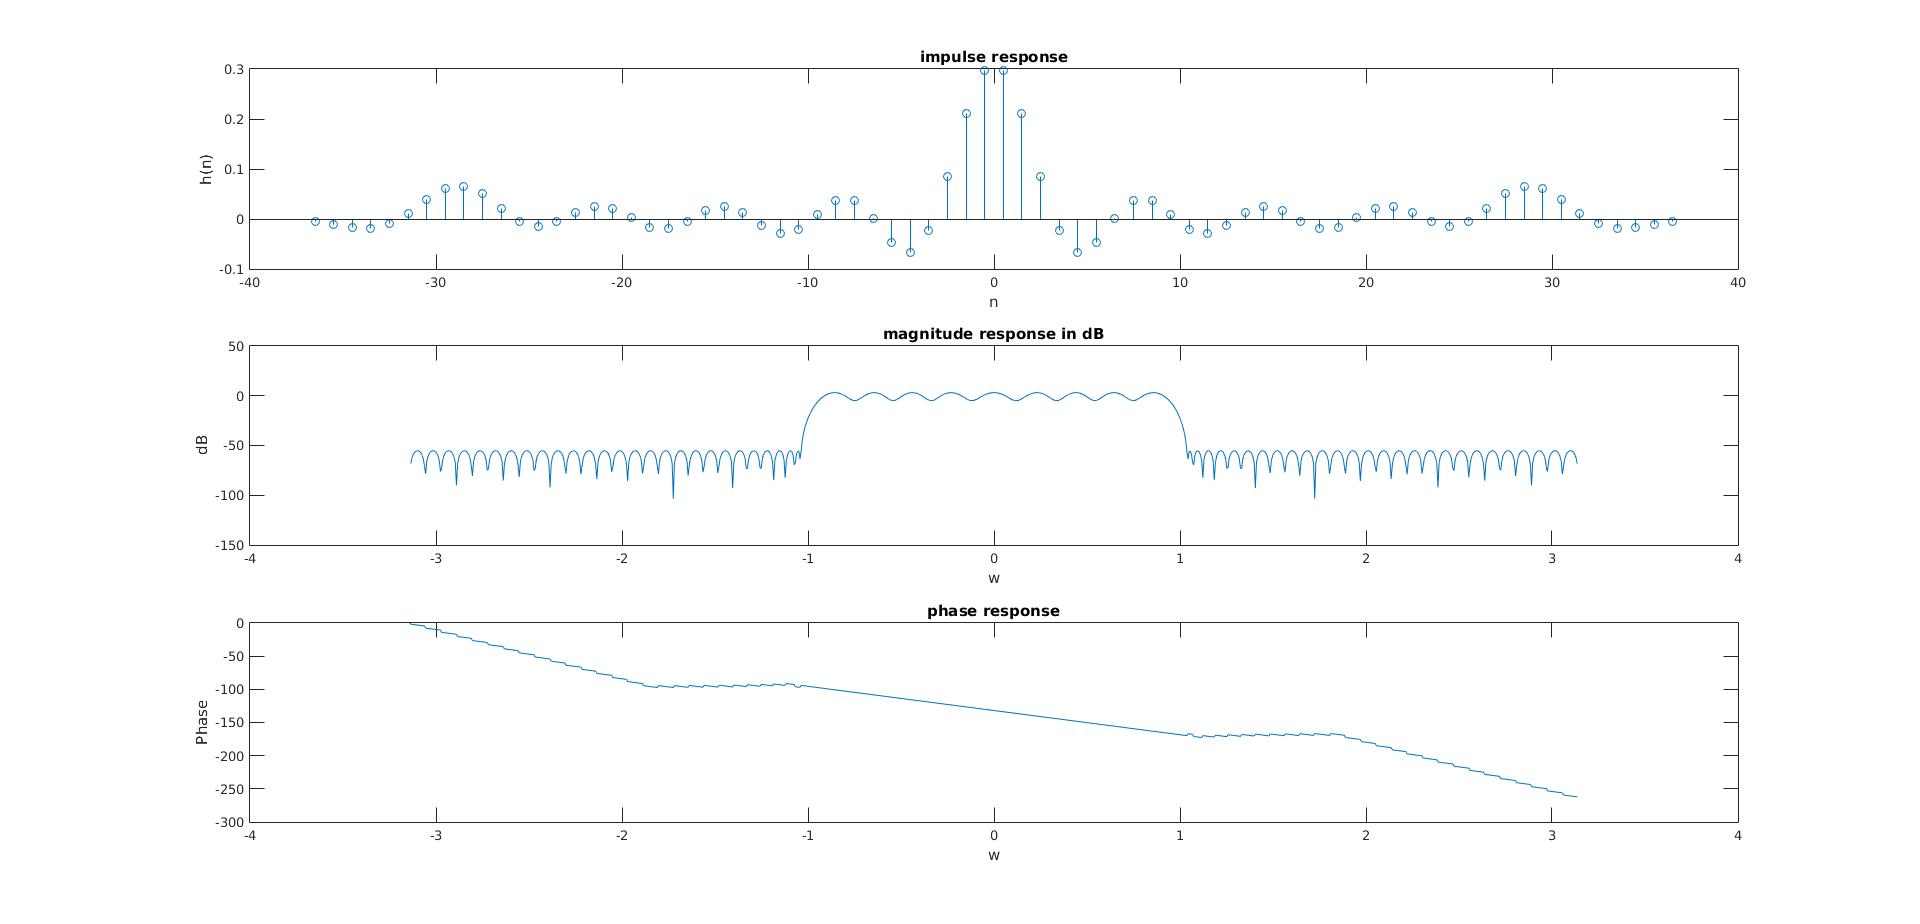 impulse response
0.3
0.2
0.1
0
-0.1
h(n)
-40 -30 -20 -10 0 10 20 30 40
n
magnitude response in dB
50
0
-50
-100
-150
dB
-4 -3 -2 -1 0 1 2 3 4
w
phase response
0
-50
-100
-150
-200
-250
-300
Phase
-4 -3 -2 -1 0 1 2 3 4
w